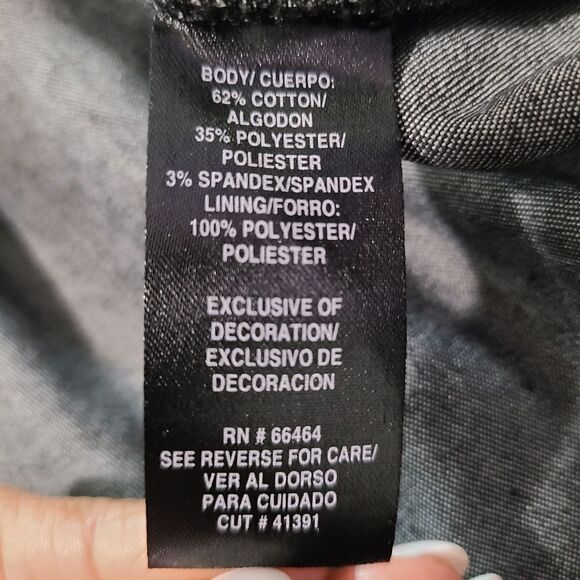 BODY/ CUERPO:
62% COTTON/
ALGODON
35% POLYESTER/
POLIESTER
3% SPANDEX/SPANDEX
LINING/FORRO:
100% POLYESTER/
POLIESTER
EXCLUSIVE OF
DECORATION/
EXCLUSIVO DE
DECORACION
RN # 66464
SEE REVERSE FOR CARE/
VER AL DORSO
PARA CUIDADO
CUT # 41391